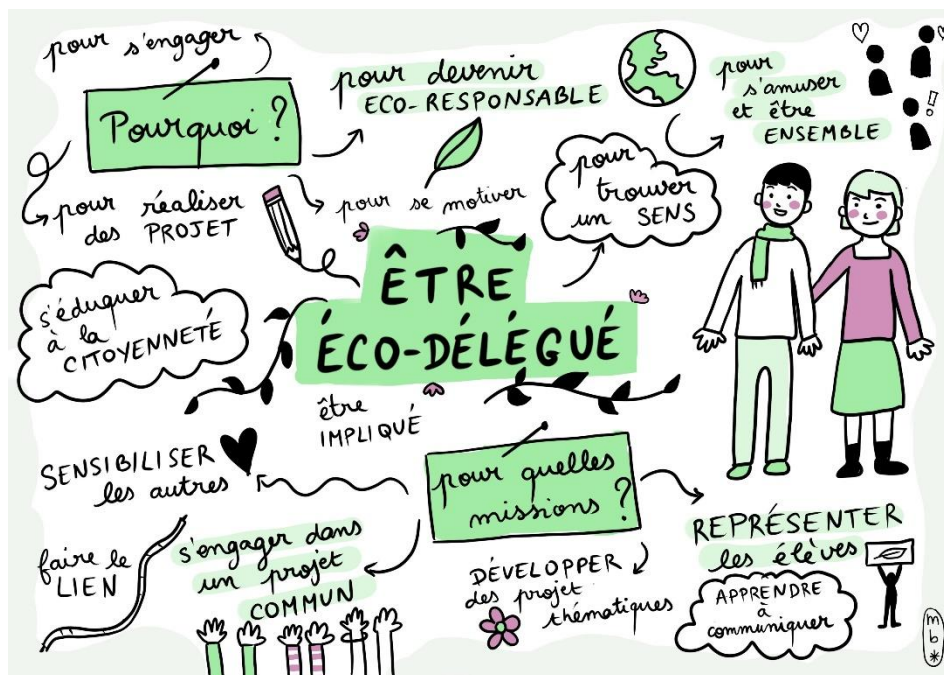 pour s'engager
Pourquoi ?
pour devenir
ECO-RESPONSABLE
pour
s'amuser
et être
ENSEMBLE
pour réaliser
des PROJET
pour se motiver
pour
trouver
un SENS
s'éduquer
à la
CITOYENNETÉ
ÊTRE
ÉCO-DÉLÉGUÉ
être
IMPLIQUÉ
pour quelles
missions ?
SENSIBILISER
les autres
faire le
LIEN
s'engager dans
un projet
COMMUN
DÉVELOPPER
des projet
thématiques
REPRÉSENTER
les élèves
APPRENDRE
à
communiquer
mb*